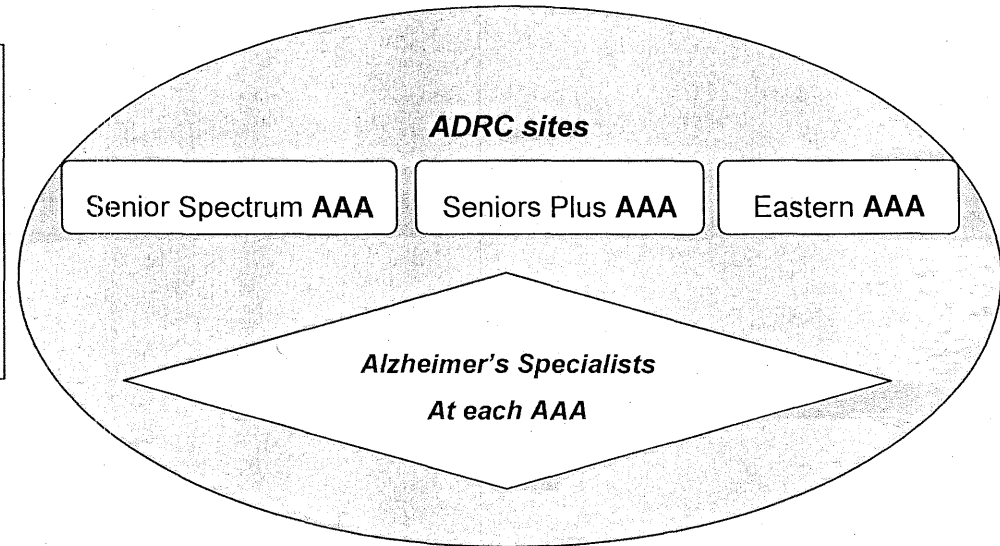 ADRC sites
Senior Spectrum AAA
Seniors Plus AAA
Eastern AAA
Alzheimer's Specialists
At each AAA